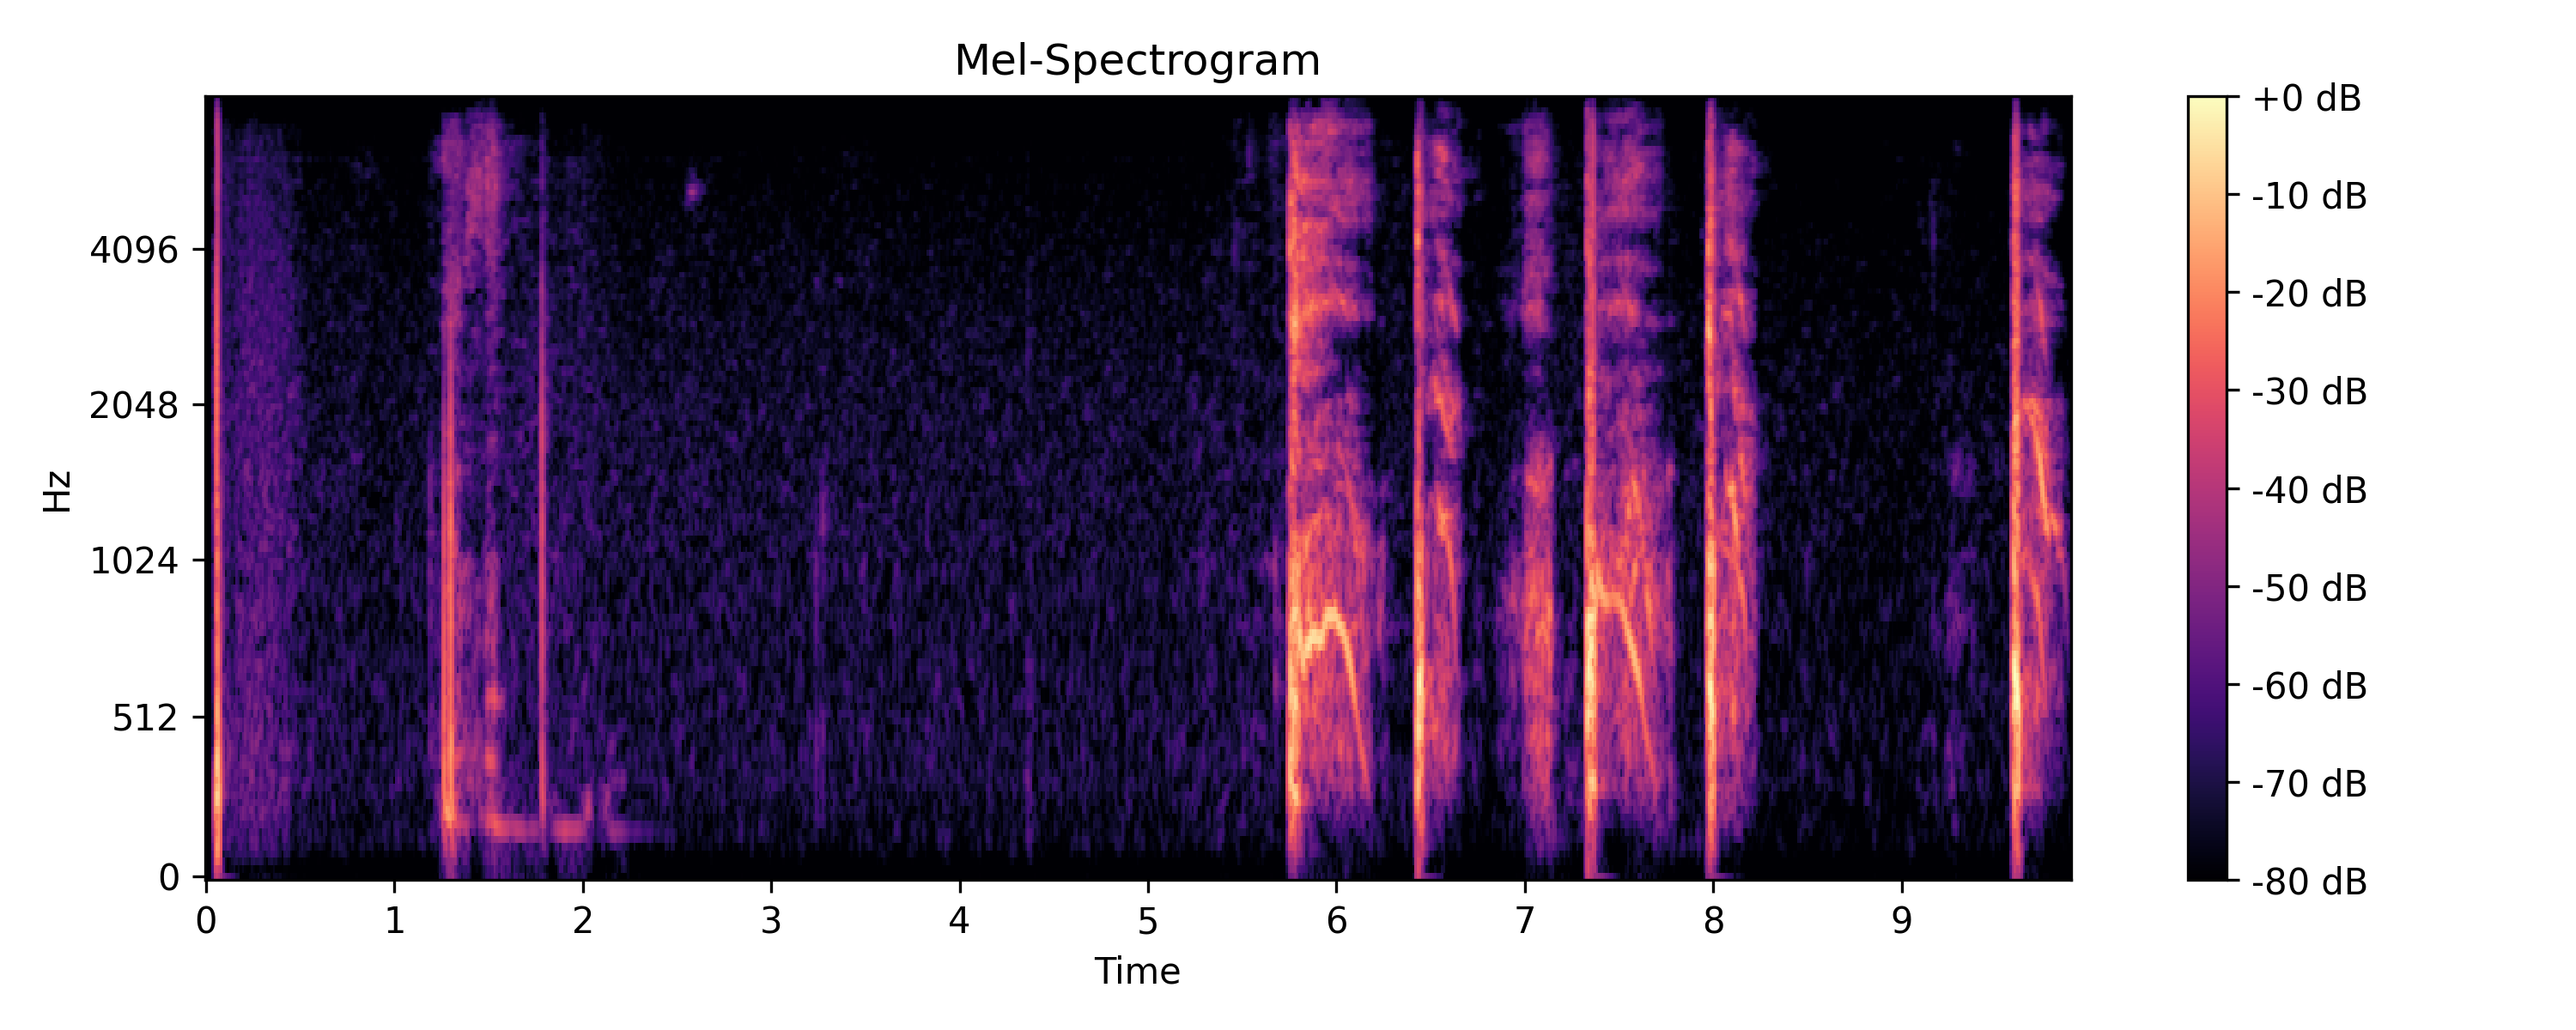 Mel-Spectrogram
Hz
4096
2048
1024
512
0
0 1 2 3 4 5 6 7 8 9
Time
+0 dB
-10 dB
-20 dB
-30 dB
-40 dB
-50 dB
-60 dB
-70 dB
-80 dB